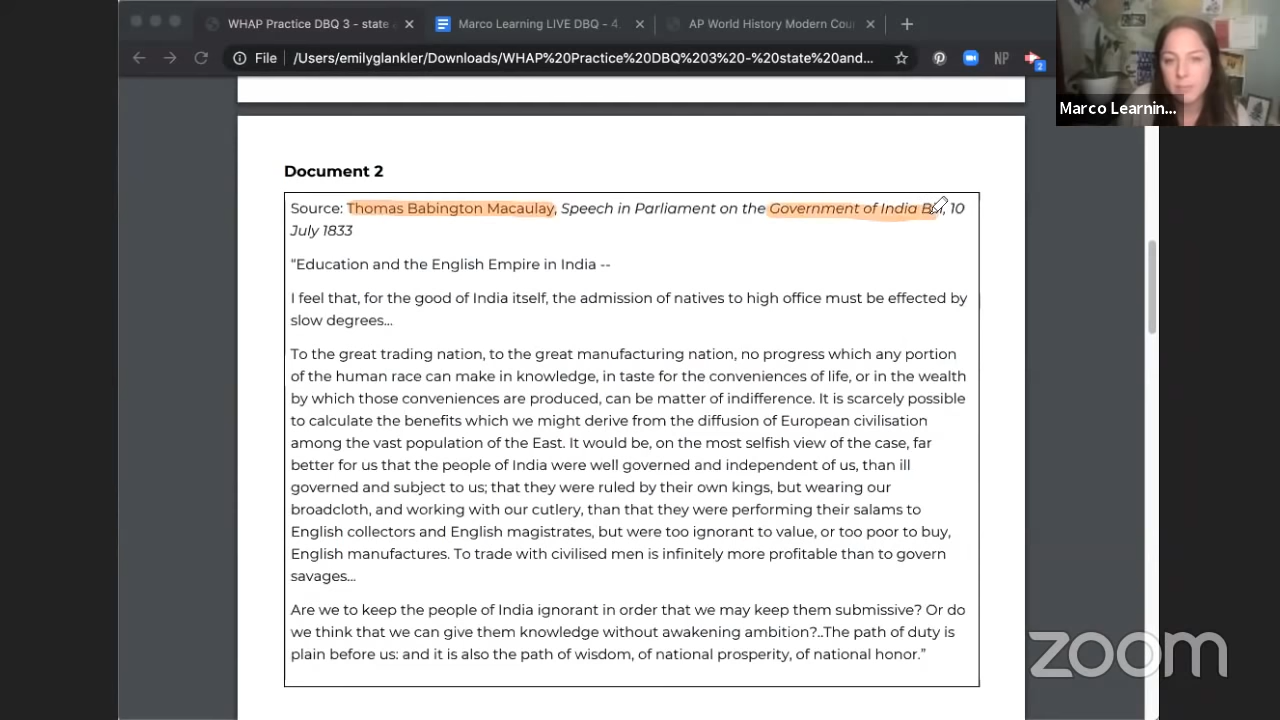 WHAP Practice DBQ 3 - state
Marco Learning LIVE DBQ - 4
AP World History Modern Cou
File
/Users/emilyglankler/Downloads/WHAP%20Practice%20DBQ%203%20-%20state%20and...
NP
2
Marco Learnin...
Document 2
Source: Thomas Babington Macaulay, Speech in Parliament on the Government of India Bill, 10
July 1833
“Education and the English Empire in India --
I feel that, for the good of India itself, the admission of natives to high office must be effected by
slow degrees...
To the great trading nation, to the great manufacturing nation, no progress which any portion
of the human race can make in knowledge, in taste for the conveniences of life, or in the wealth
by which those conveniences are produced, can be matter of indifference. It is scarcely possible
to calculate the benefits which we might derive from the diffusion of European civilisation
among the vast population of the East. It would be, on the most selfish view of the case, far
better for us that the people of India were well governed and independent of us, than ill
governed and subject to us; that they were ruled by their own kings, but wearing our
broadcloth, and working with our cutlery, than that they were performing their salams to
English collectors and English magistrates, but were too ignorant to value, or too poor to buy,
English manufactures. To trade with civilised men is infinitely more profitable than to govern
savages...
Are we to keep the people of India ignorant in order that we may keep them submissive? Or do
we think that we can give them knowledge without awakening ambition?..The path of duty is
plain before us: and it is also the path of wisdom, of national prosperity, of national honor.”
zoom